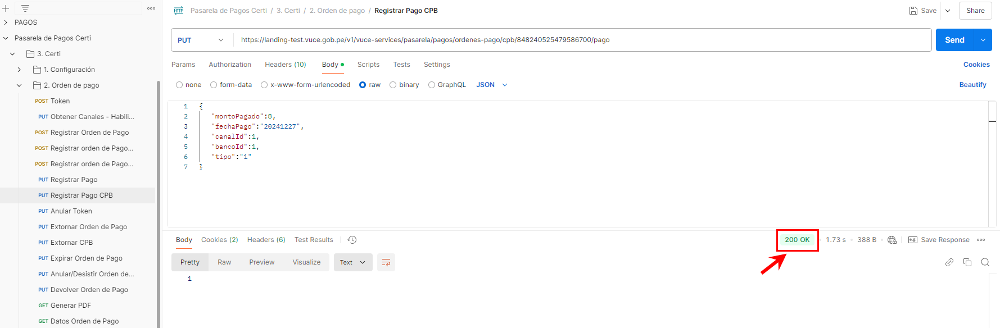 PAGOS
Pasarela de Pagos Certi
3. Certi
1. Configuración
2. Orden de pago
POST Token
PUT Obtener Canales - Habili...
POST Registrar Orden de Pago
POST Registrar orden de Pago...
POST Registrar orden de Pago...
PUT Registrar Pago
PUT Registrar Pago CPB
PUT Anular Token
PUT Extornar Orden de Pago
PUT Extornar CPB
PUT Expirar Orden de Pago
PUT Anular/Desistir Orden de...
PUT Devolver Orden de Pago
GET Generar PDF
GET Datos Orden de Pago
HTTP Pasarela de Pagos Certi / 3. Certi / 2. Orden de pago / Registrar Pago CPB
Save Share
PUT https://landing-test.vuce.gob.pe/v1/vuce-services/pasarela/pagos/ordenes-pago/cpb/848240525479586700/pago
Send
Params Authorization Headers (10) Body Scripts Tests Settings Cookies
none form-data x-www-form-urlencoded raw binary GraphQL JSON Beautify
1 {
2 "montoPagado":8,
3 "fechaPago":"20241227",
4 "canalId":1,
5 "bancoId":1,
6 "tipo":"1"
7 }
Body Cookies (2) Headers (6) Test Results 200 OK 1.73 s 388 B e.g. Save Response
Pretty Raw Preview Visualize Text
1